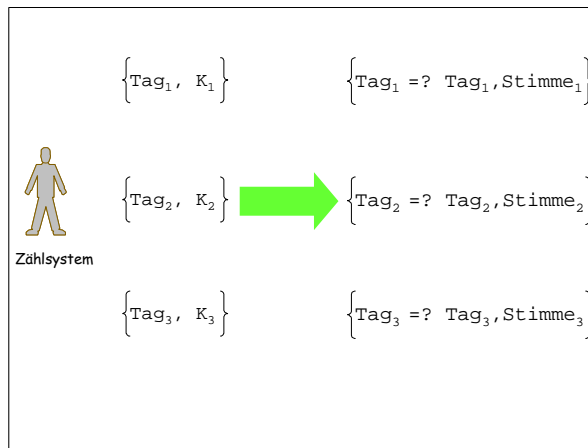 {Tag₁, K₁} {Tag₁ =? Tag₁,Stimme₁}
{Tag₂, K₂} {Tag₂ =? Tag₂,Stimme₂}
Zählsystem
{Tag₃, K₃} {Tag₃ =? Tag₃,Stimme₃}